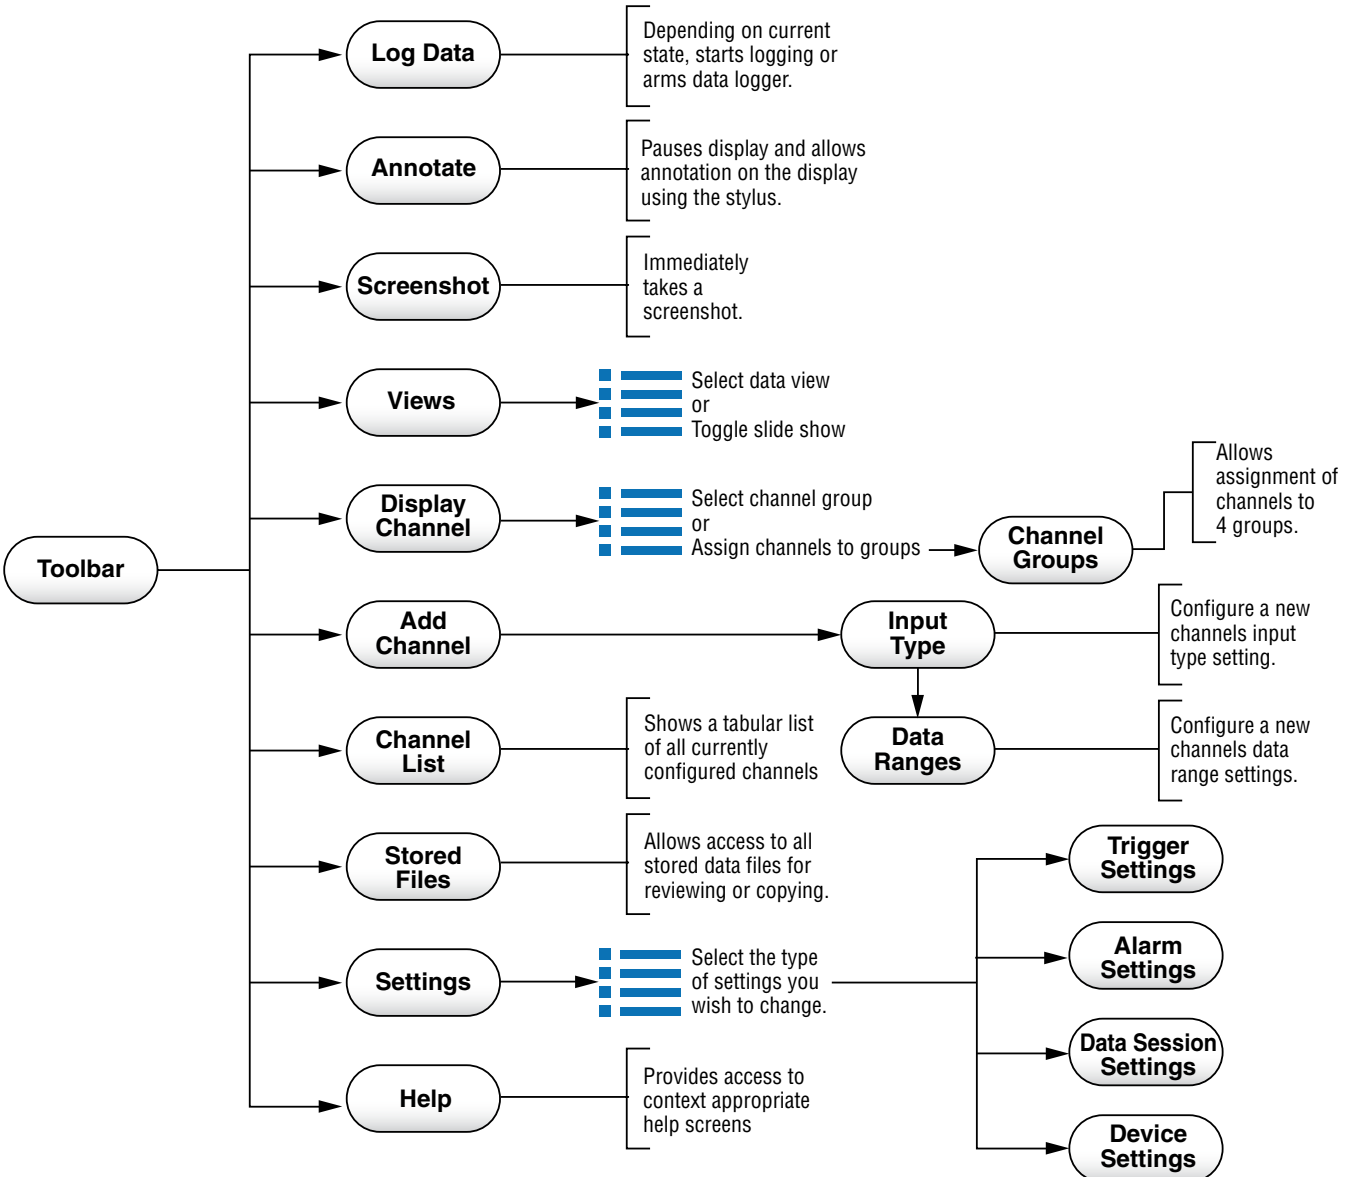 Log Data
Depending on current
state, starts logging or
arms data logger.
Annotate
Pauses display and allows
annotation on the display
using the stylus.
Screenshot
Immediately
takes a
screenshot.
Views
Select data view
or
Toggle slide show
Display
Channel
Select channel group
or
Assign channels to groups
Channel
Groups
Allows
assignment of
channels to
4 groups.
Toolbar
Add
Channel
Input
Type
Configure a new
channels input
type setting.
Channel
List
Shows a tabular list
of all currently
configured channels
Data
Ranges
Configure a new
channels data
range settings.
Stored
Files
Allows access to all
stored data files for
reviewing or copying.
Settings
Select the type
of settings you
wish to change.
Trigger
Settings
Alarm
Settings
Data Session
Settings
Device
Settings
Help
Provides access to
context appropriate
help screens